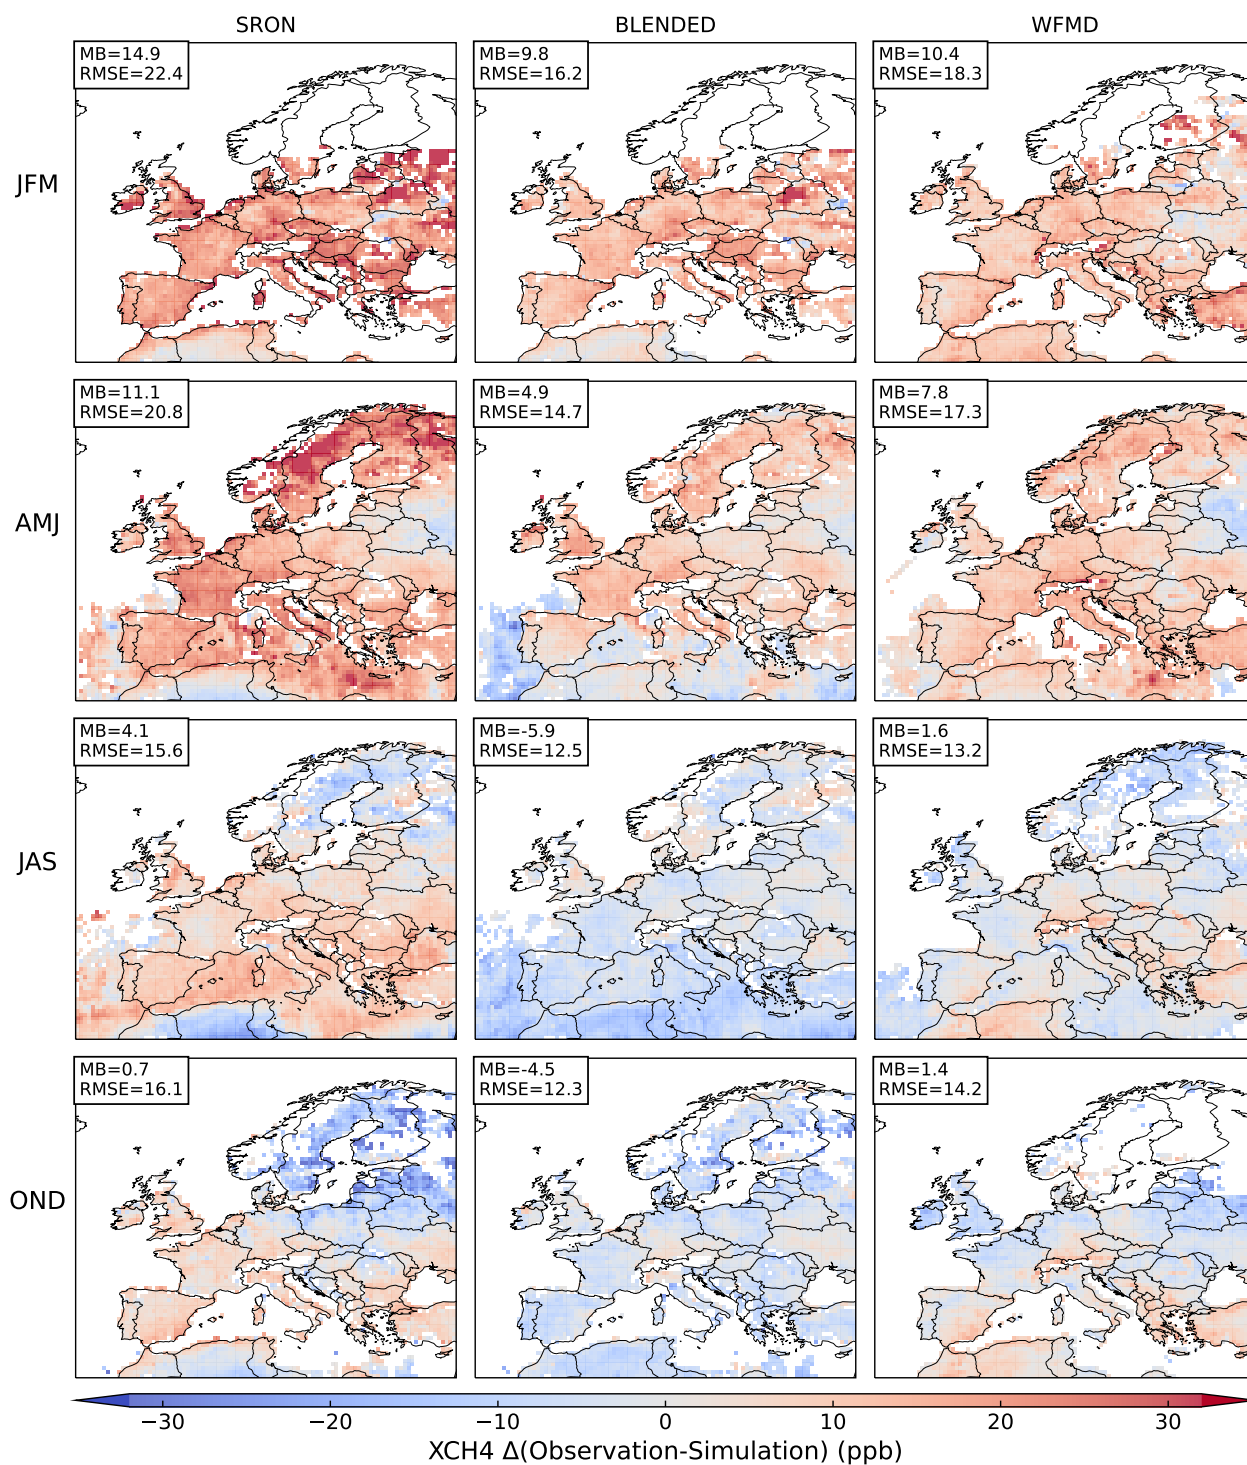 SRON BLENDED WFMD
JFM
MB=14.9
RMSE=22.4
MB=9.8
RMSE=16.2
MB=10.4
RMSE=18.3
AMJ
MB=11.1
RMSE=20.8
MB=4.9
RMSE=14.7
MB=7.8
RMSE=17.3
JAS
MB=4.1
RMSE=15.6
MB=-5.9
RMSE=12.5
MB=1.6
RMSE=13.2
OND
MB=0.7
RMSE=16.1
MB=-4.5
RMSE=12.3
MB=1.4
RMSE=14.2
−30 −20 −10 0 10 20 30
XCH4 Δ(Observation-Simulation) (ppb)